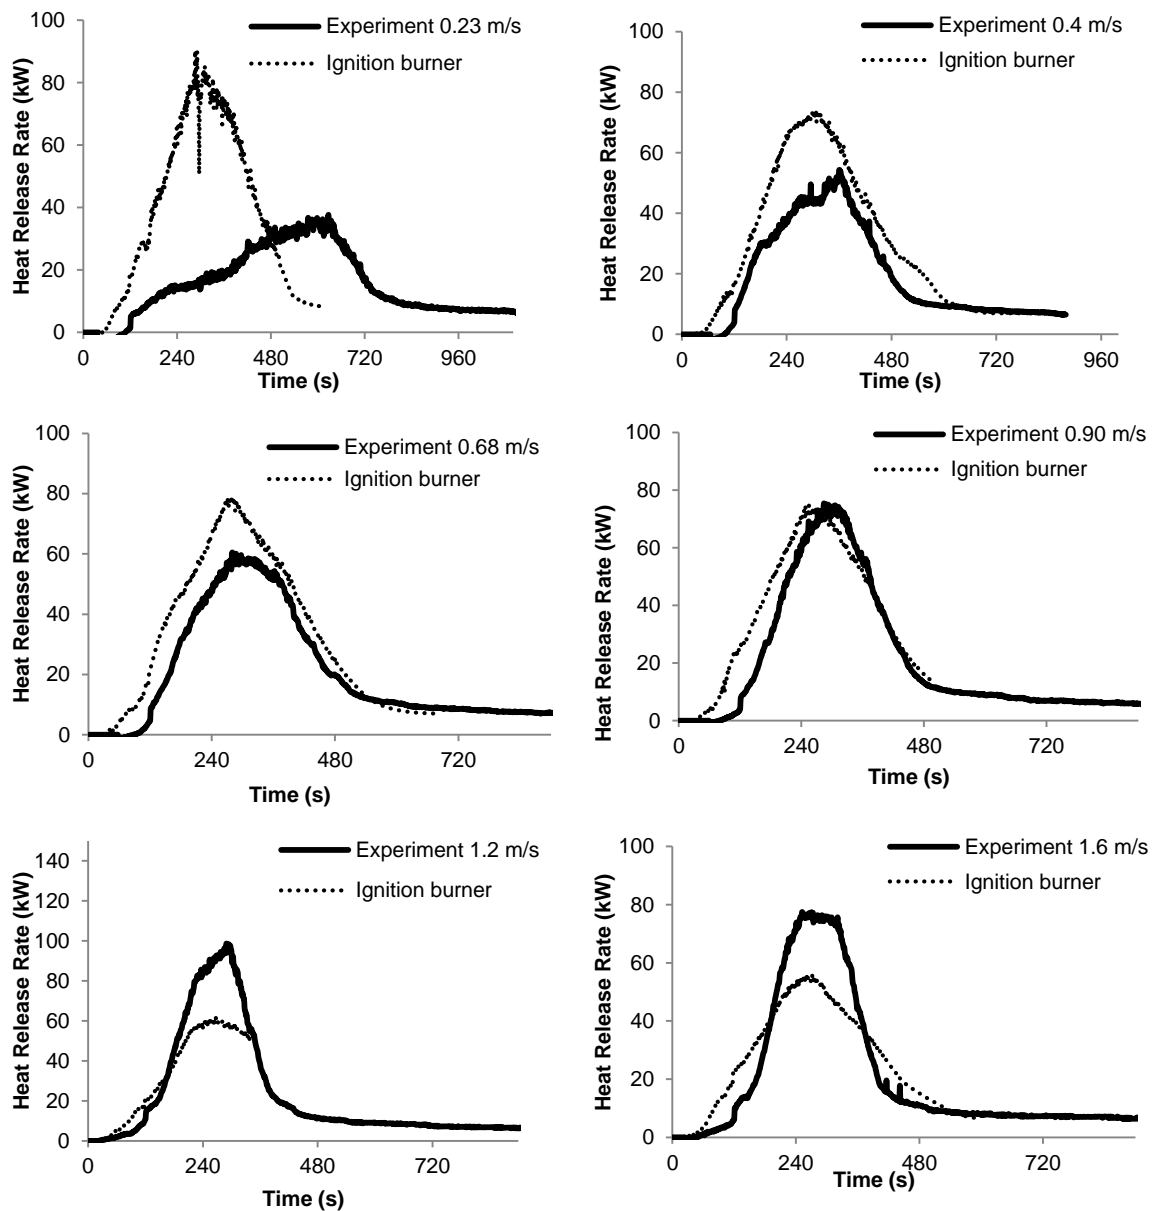 Experiment 0.23 m/s
Ignition burner
Heat Release Rate (kW)
100
80
60
40
20
0
0 240 480 720 960
Time (s)
Experiment 0.4 m/s
Ignition burner
Heat Release Rate (kW)
100
80
60
40
20
0
0 240 480 720 960
Time (s)
Experiment 0.68 m/s
Ignition burner
Heat Release Rate (kW)
100
80
60
40
20
0
0 240 480 720
Time (s)
Experiment 0.90 m/s
Ignition burner
Heat Release Rate (kW)
100
80
60
40
20
0
0 240 480 720
Time (s)
Experiment 1.2 m/s
Ignition burner
Heat Release Rate (kW)
140
120
100
80
60
40
20
0
0 240 480 720
Time (s)
Experiment 1.6 m/s
Ignition burner
Heat Release Rate (kW)
100
80
60
40
20
0
0 240 480 720
Time (s)